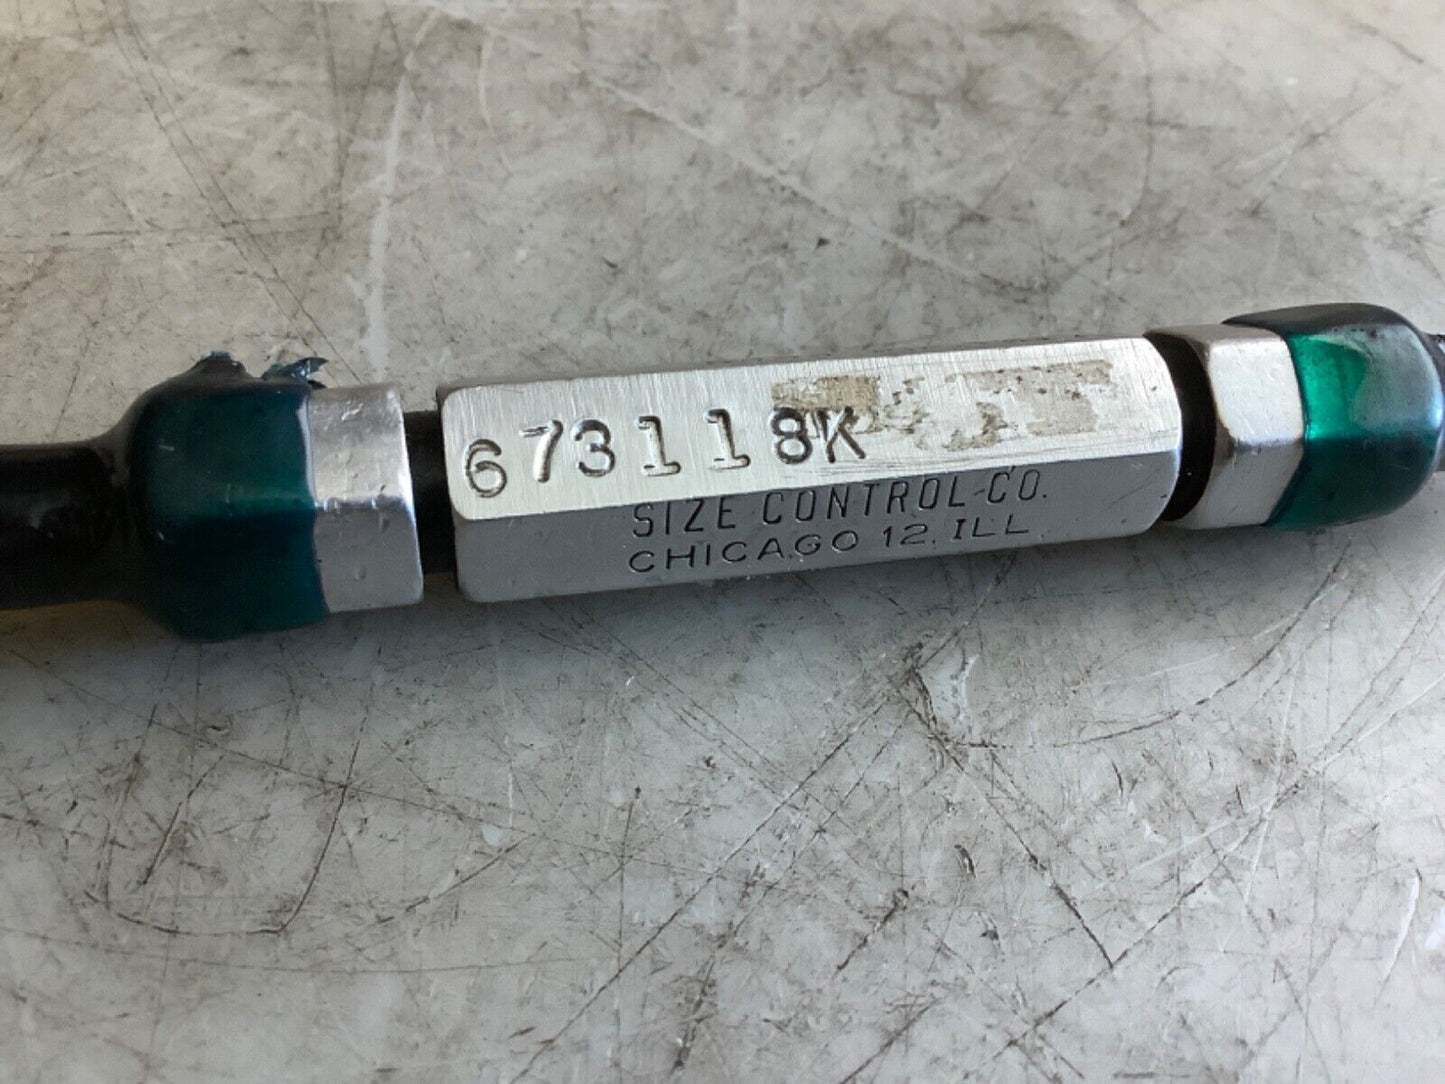 673118K
SIZE CONTROL CO.
CHICAGO 12, ILL.